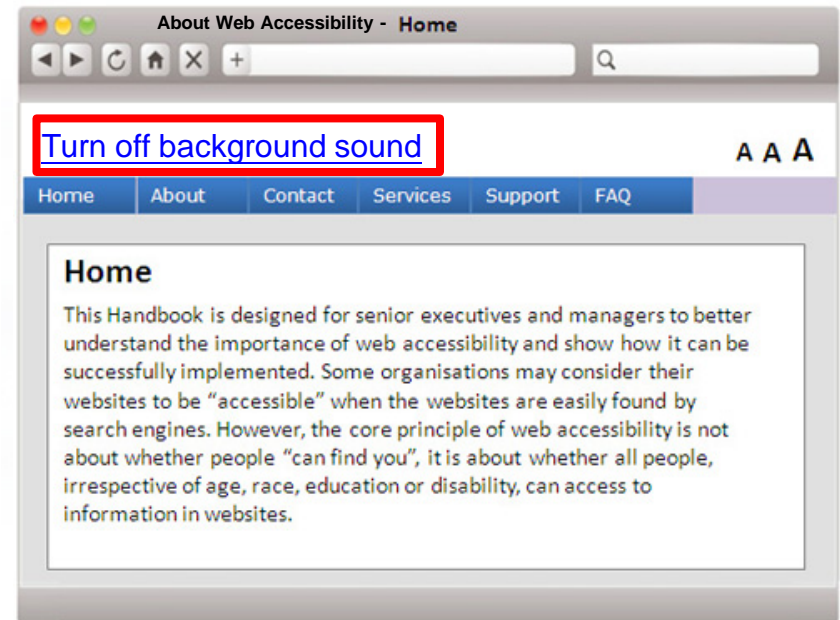 About Web Accessibility - Home
Turn off background sound
A A A
Home About Contact Services Support FAQ
Home
This Handbook is designed for senior executives and managers to better
understand the importance of web accessibility and show how it can be
successfully implemented. Some organisations may consider their
websites to be “accessible” when the websites are easily found by
search engines. However, the core principle of web accessibility is not
about whether people “can find you”, it is about whether all people,
irrespective of age, race, education or disability, can access to
information in websites.